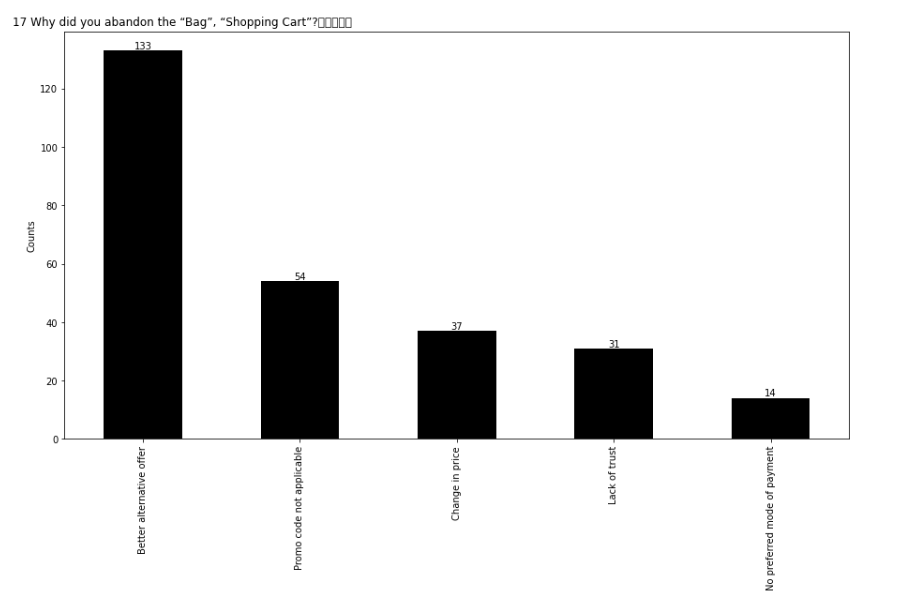 17 Why did you abandon the “Bag”, “Shopping Cart”?
133
120
100
80
60
40
20
0
Counts
54
37
31
14
Better alternative offer
Promo code not applicable
Change in price
Lack of trust
No preferred mode of payment